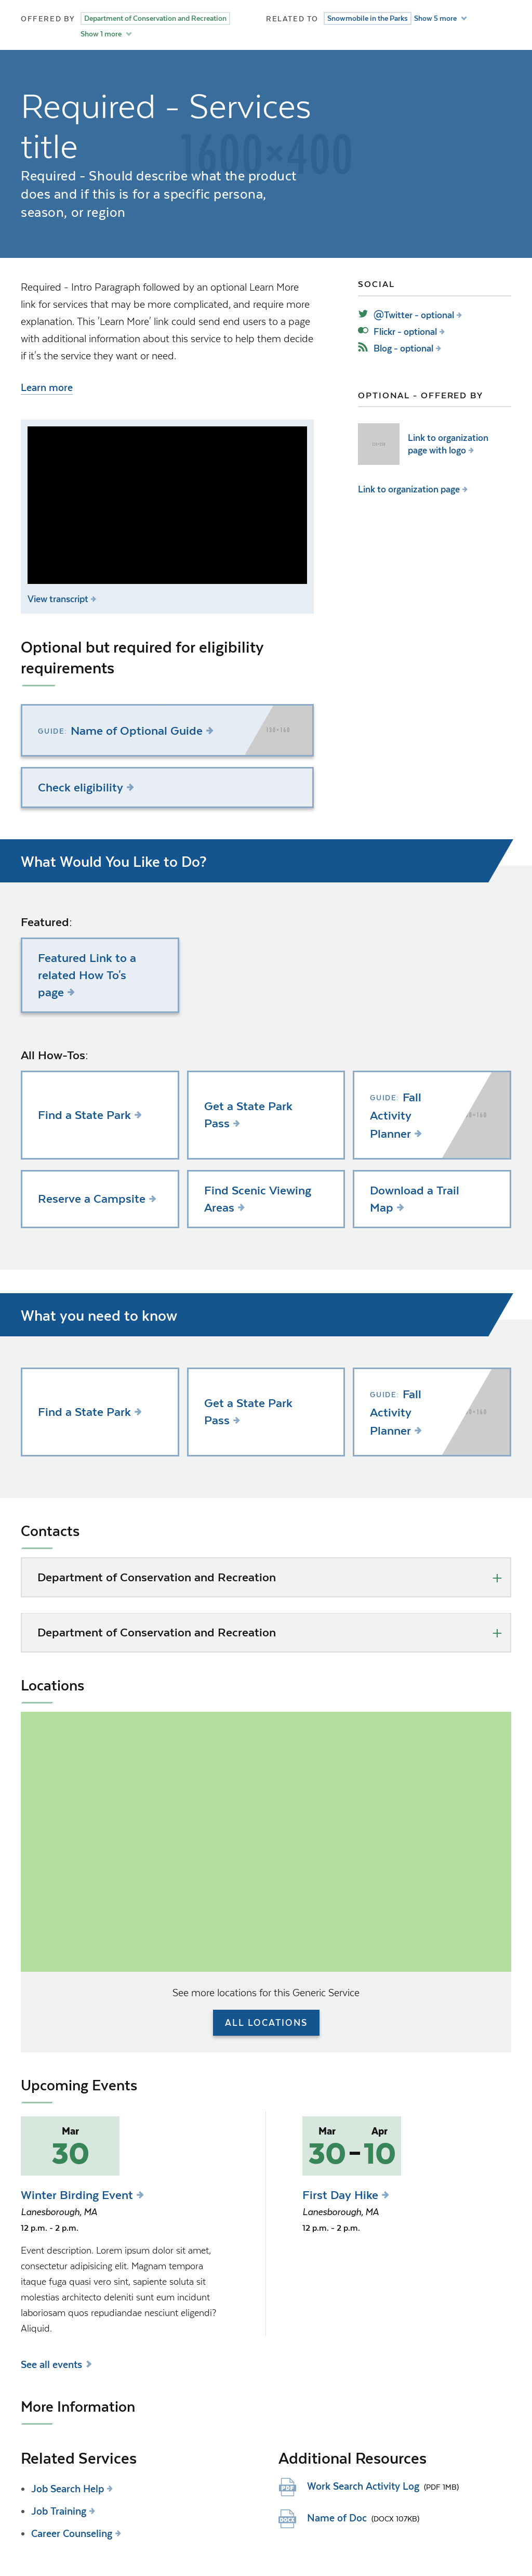 OFFERED BY Department of Conservation and Recreation
Show 1 more
RELATED TO Snowmobile in the Parks Show 5 more
1600×400
Required - Services
title
Required - Should describe what the product
does and if this is for a specific persona,
season, or region
Required - Intro Paragraph followed by an optional Learn More
link for services that may be more complicated, and require more
explanation. This 'Learn More' link could send end users to a page
with additional information about this service to help them decide
if it's the service they want or need.
Learn more
View transcript
SOCIAL
@Twitter - optional
Flickr - optional
Blog - optional
OPTIONAL - OFFERED BY
Link to organization
page with logo
Link to organization page
Optional but required for eligibility
requirements
GUIDE: Name of Optional Guide
Check eligibility
What Would You Like to Do?
Featured:
Featured Link to a
related How To's
page
All How-Tos:
Find a State Park
Get a State Park
Pass
GUIDE: Fall
Activity
Planner
Reserve a Campsite
Find Scenic Viewing
Areas
Download a Trail
Map
What you need to know
Find a State Park
Get a State Park
Pass
GUIDE: Fall
Activity
Planner
Contacts
Department of Conservation and Recreation
Department of Conservation and Recreation
Locations
See more locations for this Generic Service
ALL LOCATIONS
Upcoming Events
Mar
30
Winter Birding Event
Lanesborough, MA
12 p.m. - 2 p.m.
Event description. Lorem ipsum dolor sit amet,
consectetur adipisicing elit. Magnam tempora
itaque fuga quasi vero sint, sapiente soluta sit
molestias architecto deleniti sunt eum incidunt
laboriosam quos repudiandae nesciunt eligendi?
Aliquid.
Mar Apr
30-10
First Day Hike
Lanesborough, MA
12 p.m. - 2 p.m.
See all events
More Information
Related Services
Job Search Help
Job Training
Career Counseling
Additional Resources
PDF Work Search Activity Log (PDF 1MB)
DOCX Name of Doc (DOCX 107KB)